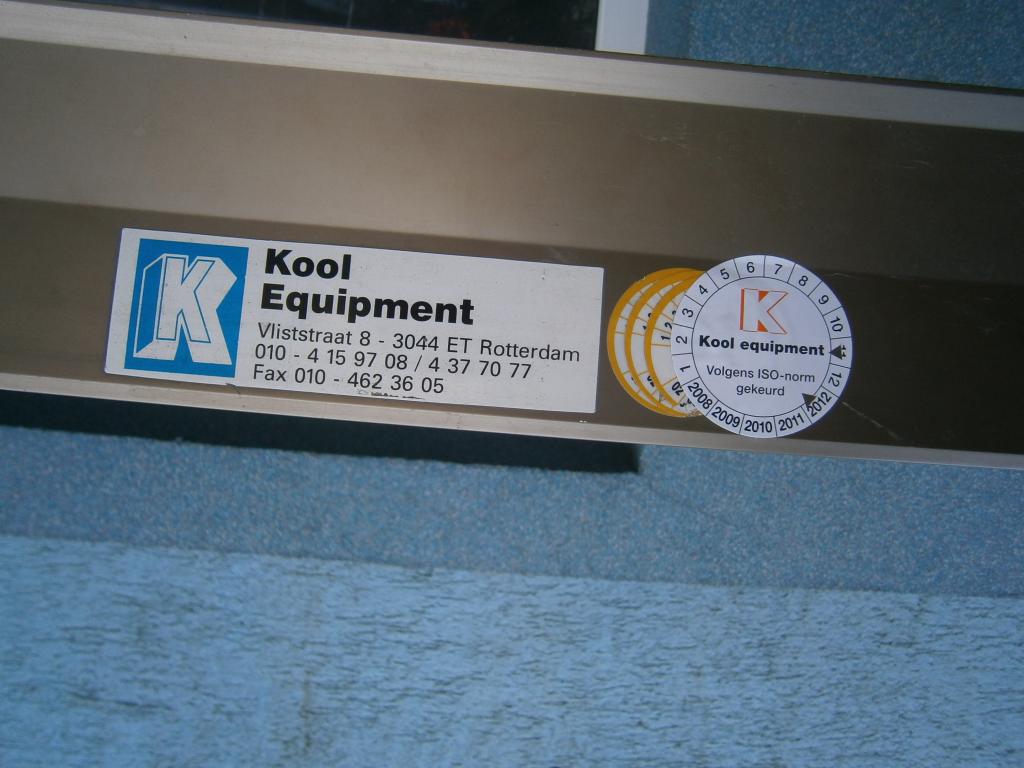 K
Kool
Equipment
Vliststraat 8 - 3044 ET Rotterdam
010 - 4 15 97 08 / 4 37 70 77
Fax 010 - 462 36 05
1 2 3 4 5 6 7 8 9 10 11 12
K
Kool equipment
Volgens ISO-norm
gekeurd
2008 2009 2010 2011 2012